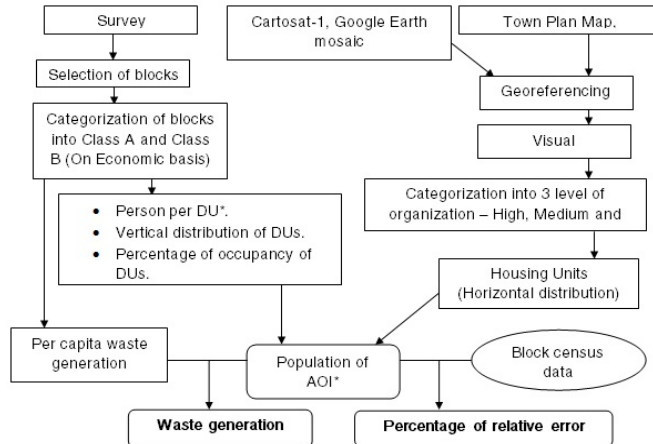 Survey
Cartosat-1, Google Earth
mosaic
Town Plan Map.
Selection of blocks
Georeferencing
Categorization of blocks
into Class A and Class
B (On Economic basis)
Visual
Categorization into 3 level of
organization – High, Medium and
• Person per DU*.
• Vertical distribution of DUs.
• Percentage of occupancy of
DUs.
Housing Units
(Horizontal distribution)
Per capita waste
generation
Population of
AOI*
Block census
data
Waste generation
Percentage of relative error